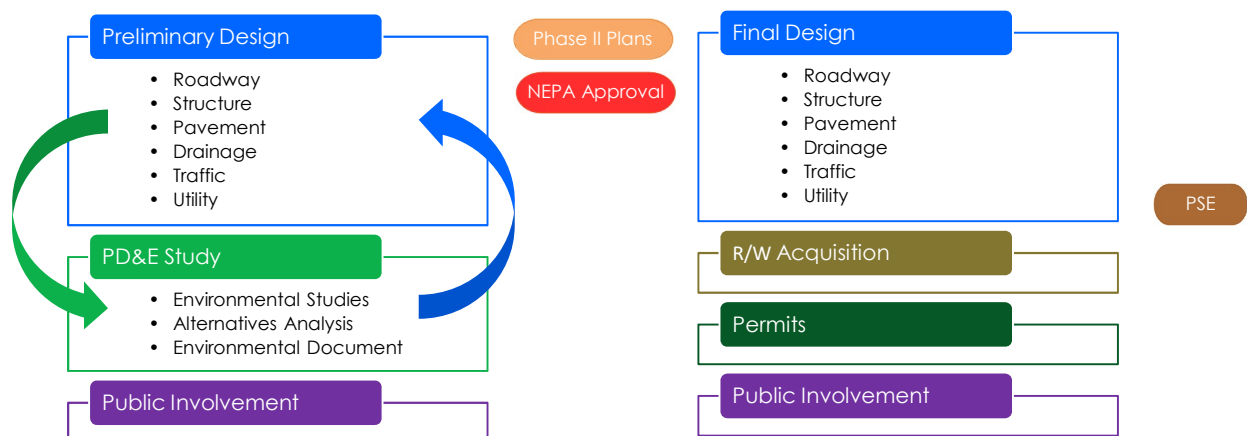 Preliminary Design
• Roadway
• Structure
• Pavement
• Drainage
• Traffic
• Utility
PD&E Study
• Environmental Studies
• Alternatives Analysis
• Environmental Document
Public Involvement
Phase II Plans
NEPA Approval
Final Design
• Roadway
• Structure
• Pavement
• Drainage
• Traffic
• Utility
R/W Acquisition
Permits
Public Involvement
PSE